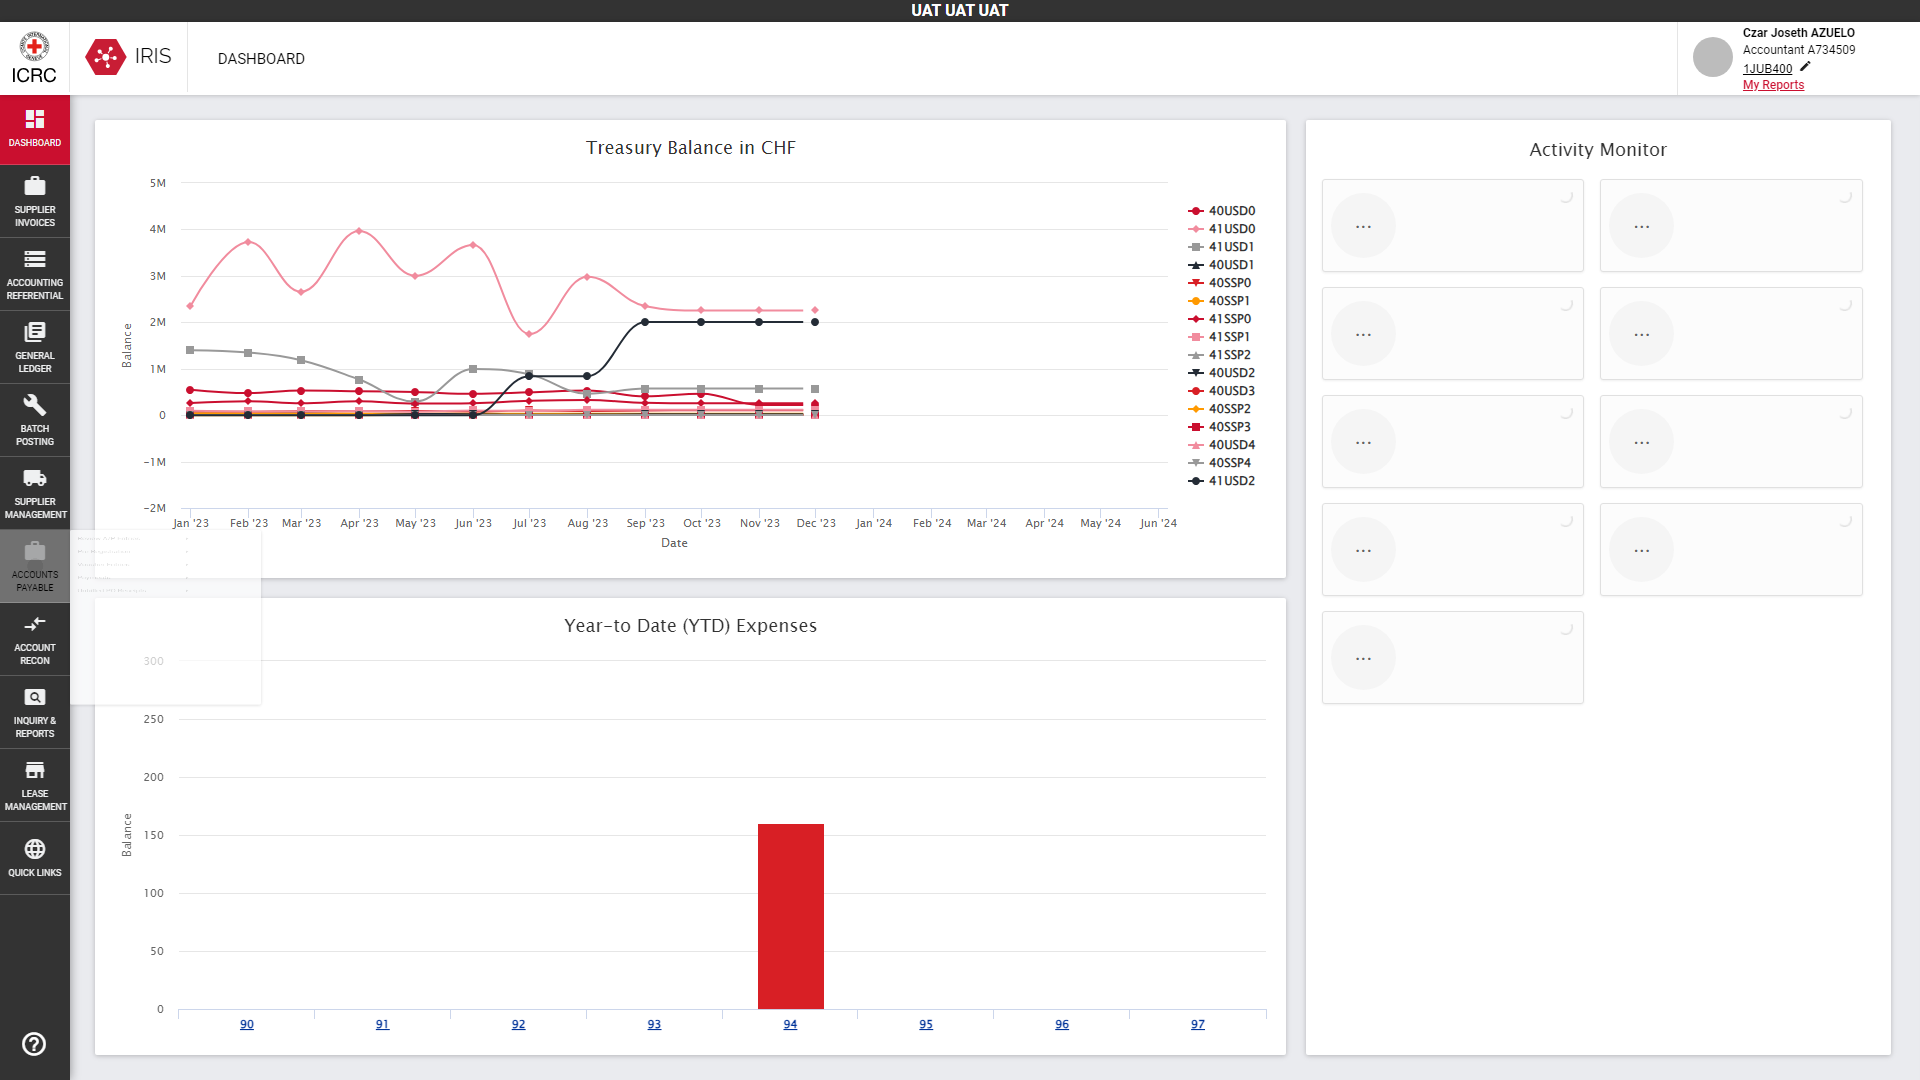 UAT UAT UAT
ICRC
IRIS
DASHBOARD
Czar Joseth AZUELO
Accountant A734509
1JUB400
My Reports
DASHBOARD
SUPPLIER
INVOICES
ACCOUNTING
REFERENTIAL
GENERAL
LEDGER
BATCH
POSTING
SUPPLIER
MANAGEMENT
ACCOUNTS
PAYABLE
ACCOUNT
RECON
INQUIRY &
REPORTS
LEASE
MANAGEMENT
QUICK LINKS
Treasury Balance in CHF
5M
4M
3M
2M
1M
0
-1M
-2M
Balance
Jan '23 Feb '23 Mar '23 Apr '23 May '23 Jun '23 Jul '23 Aug '23 Sep '23 Oct '23 Nov '23 Dec '23 Jan '24 Feb '24 Mar '24 Apr '24 May '24 Jun '24
Date
40USD0
41USD0
41USD1
40USD1
40SSP0
40SSP1
41SSP0
41SSP1
41SSP2
40USD2
40USD3
40SSP2
40SSP3
40USD4
40SSP4
41USD2
Year-to Date (YTD) Expenses
300
250
200
150
100
50
0
Balance
90 91 92 93 94 95 96 97
Activity Monitor
... ...
... ...
... ...
... ...
...